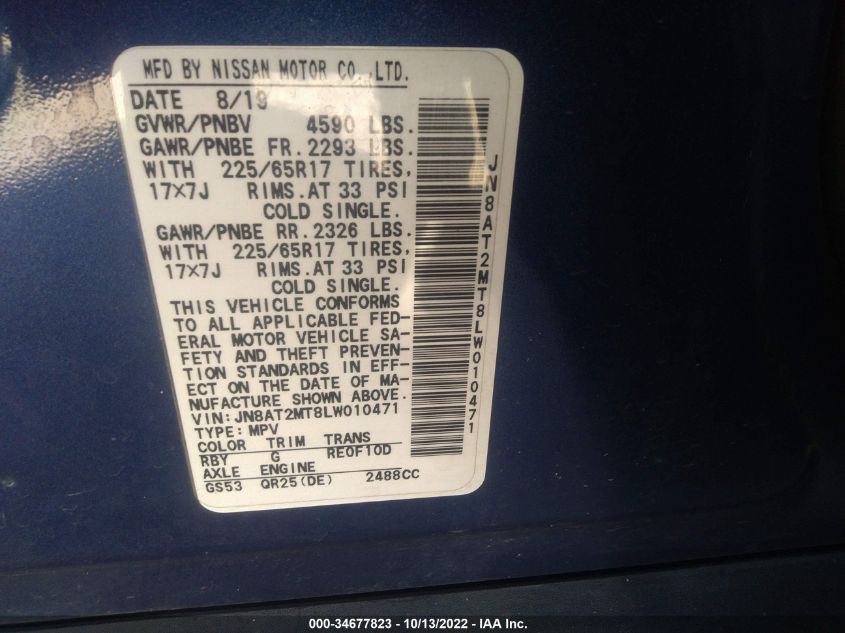 MFD BY NISSAN MOTOR CO.,LTD.
DATE 8/19
GVWR/PNBV 4590 LBS.
GAWR/PNBE FR.2293 LBS.
WITH 225/65R17 TIRES,
17×7J RIMS.AT 33 PSI
COLD SINGLE.
GAWR/PNBE RR.2326 LBS.
WITH 225/65R17 TIRES,
17×7J RIMS.AT 33 PSI
COLD SINGLE.
THIS VEHICLE CONFORMS
TO ALL APPLICABLE FED-
ERAL MOTOR VEHICLE SA-
FETY AND THEFT PREVEN-
TION STANDARDS IN EFF-
ECT ON THE DATE OF MA-
NUFACTURE SHOWN ABOVE.
VIN:JN8AT2MT8LW010471
TYPE:MPV
COLOR TRIM TRANS
RBY G RE0F10D
AXLE ENGINE
GS53 QR25(DE) 2488CC
JN8AT2MT8LW010471
000-34677823 - 10/13/2022 - IAA Inc.